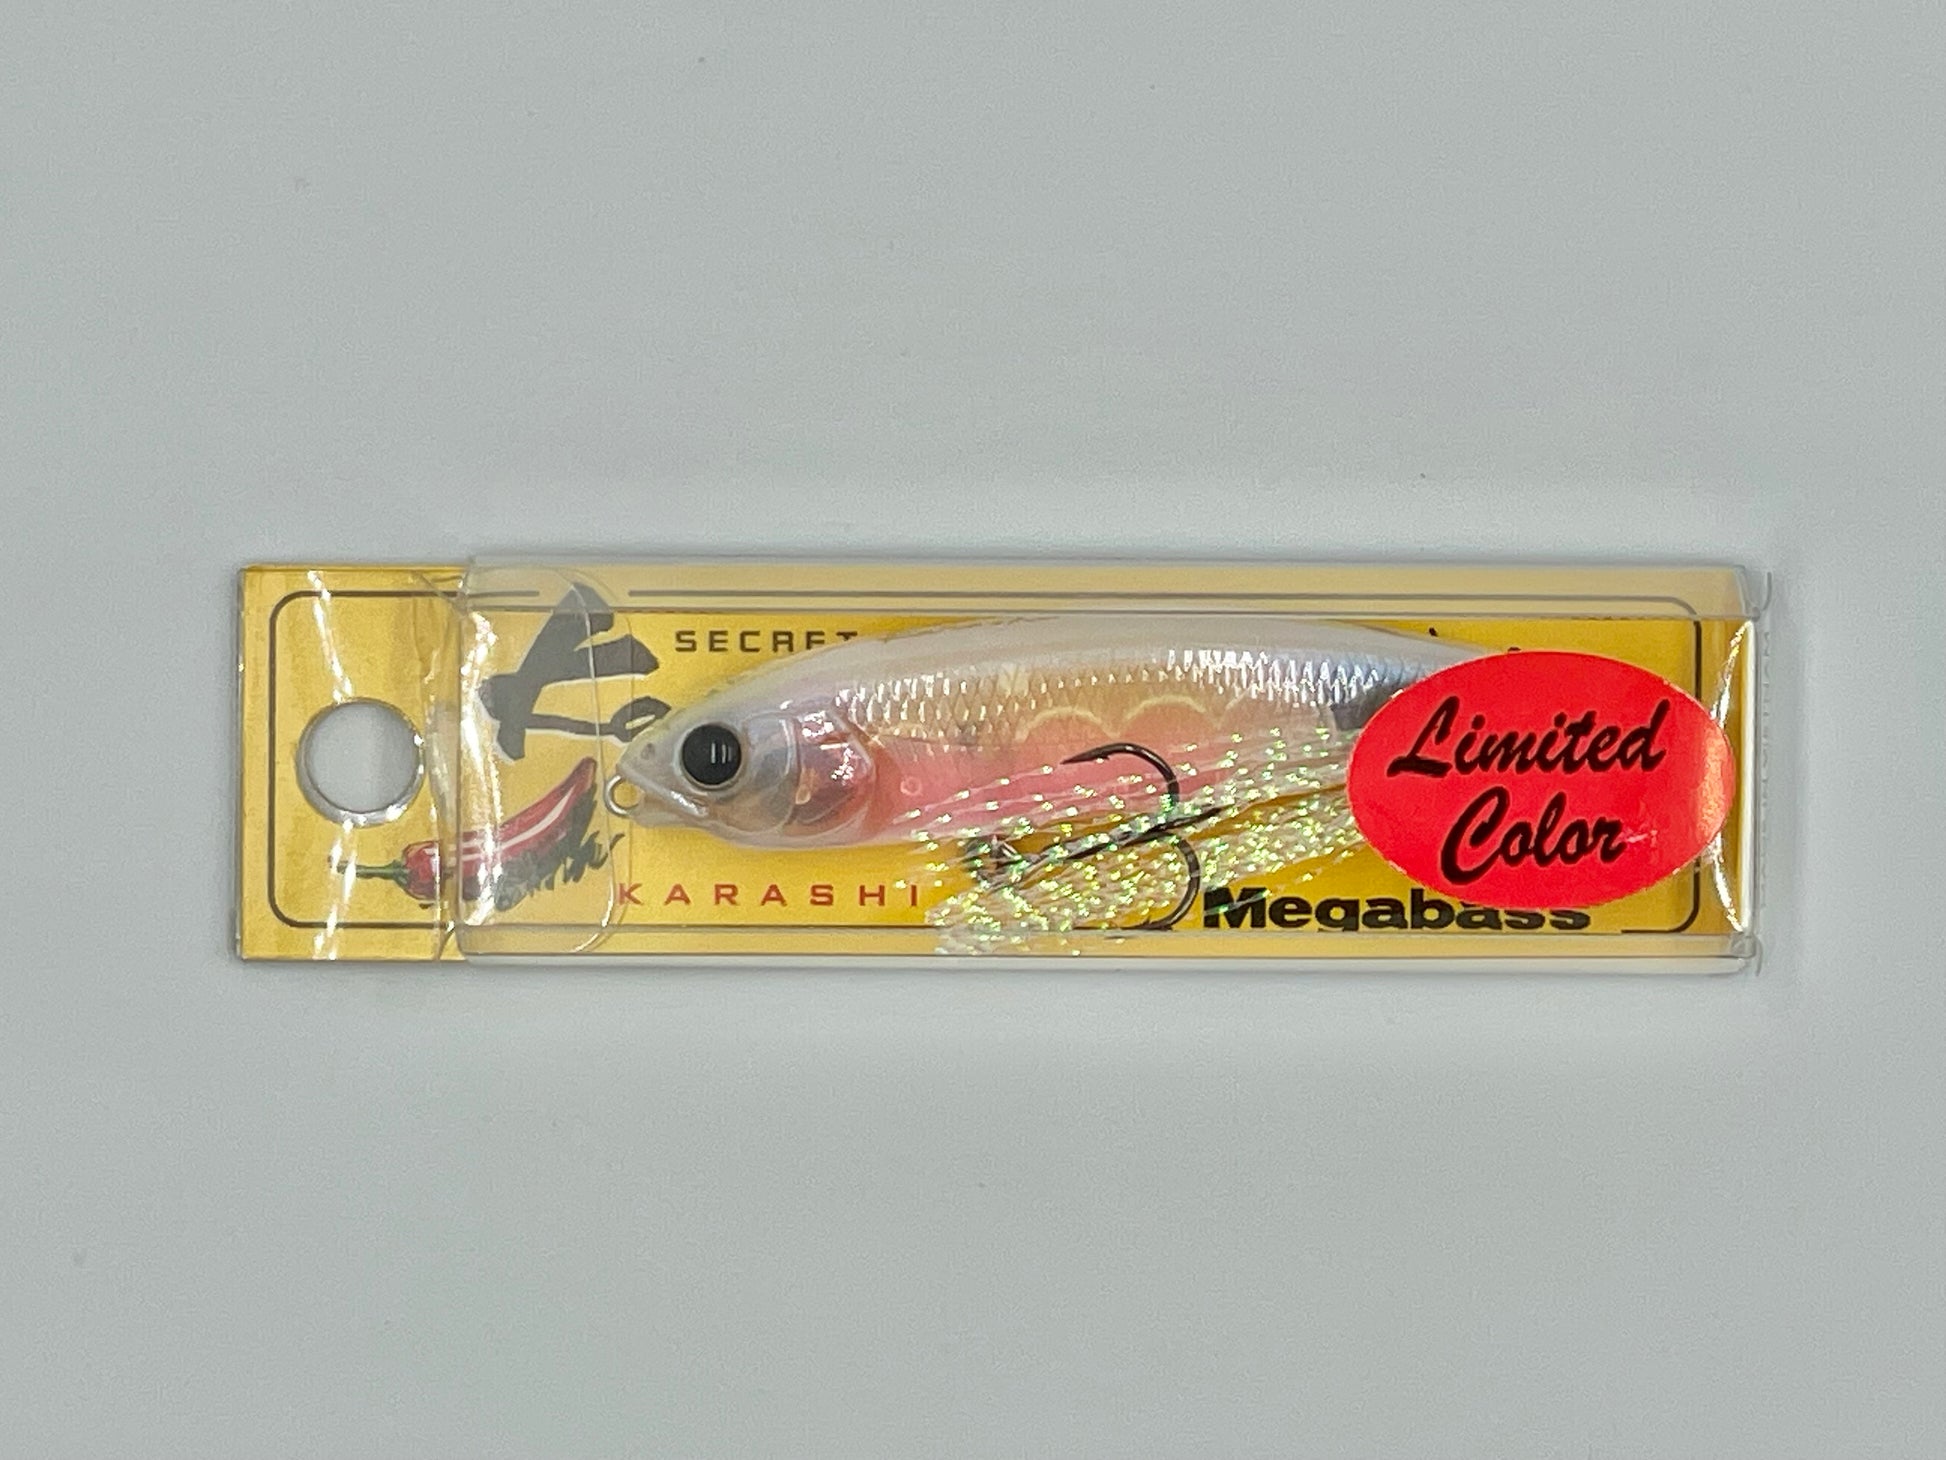 SECRET
KARASHI
Limited
Color
Megabass